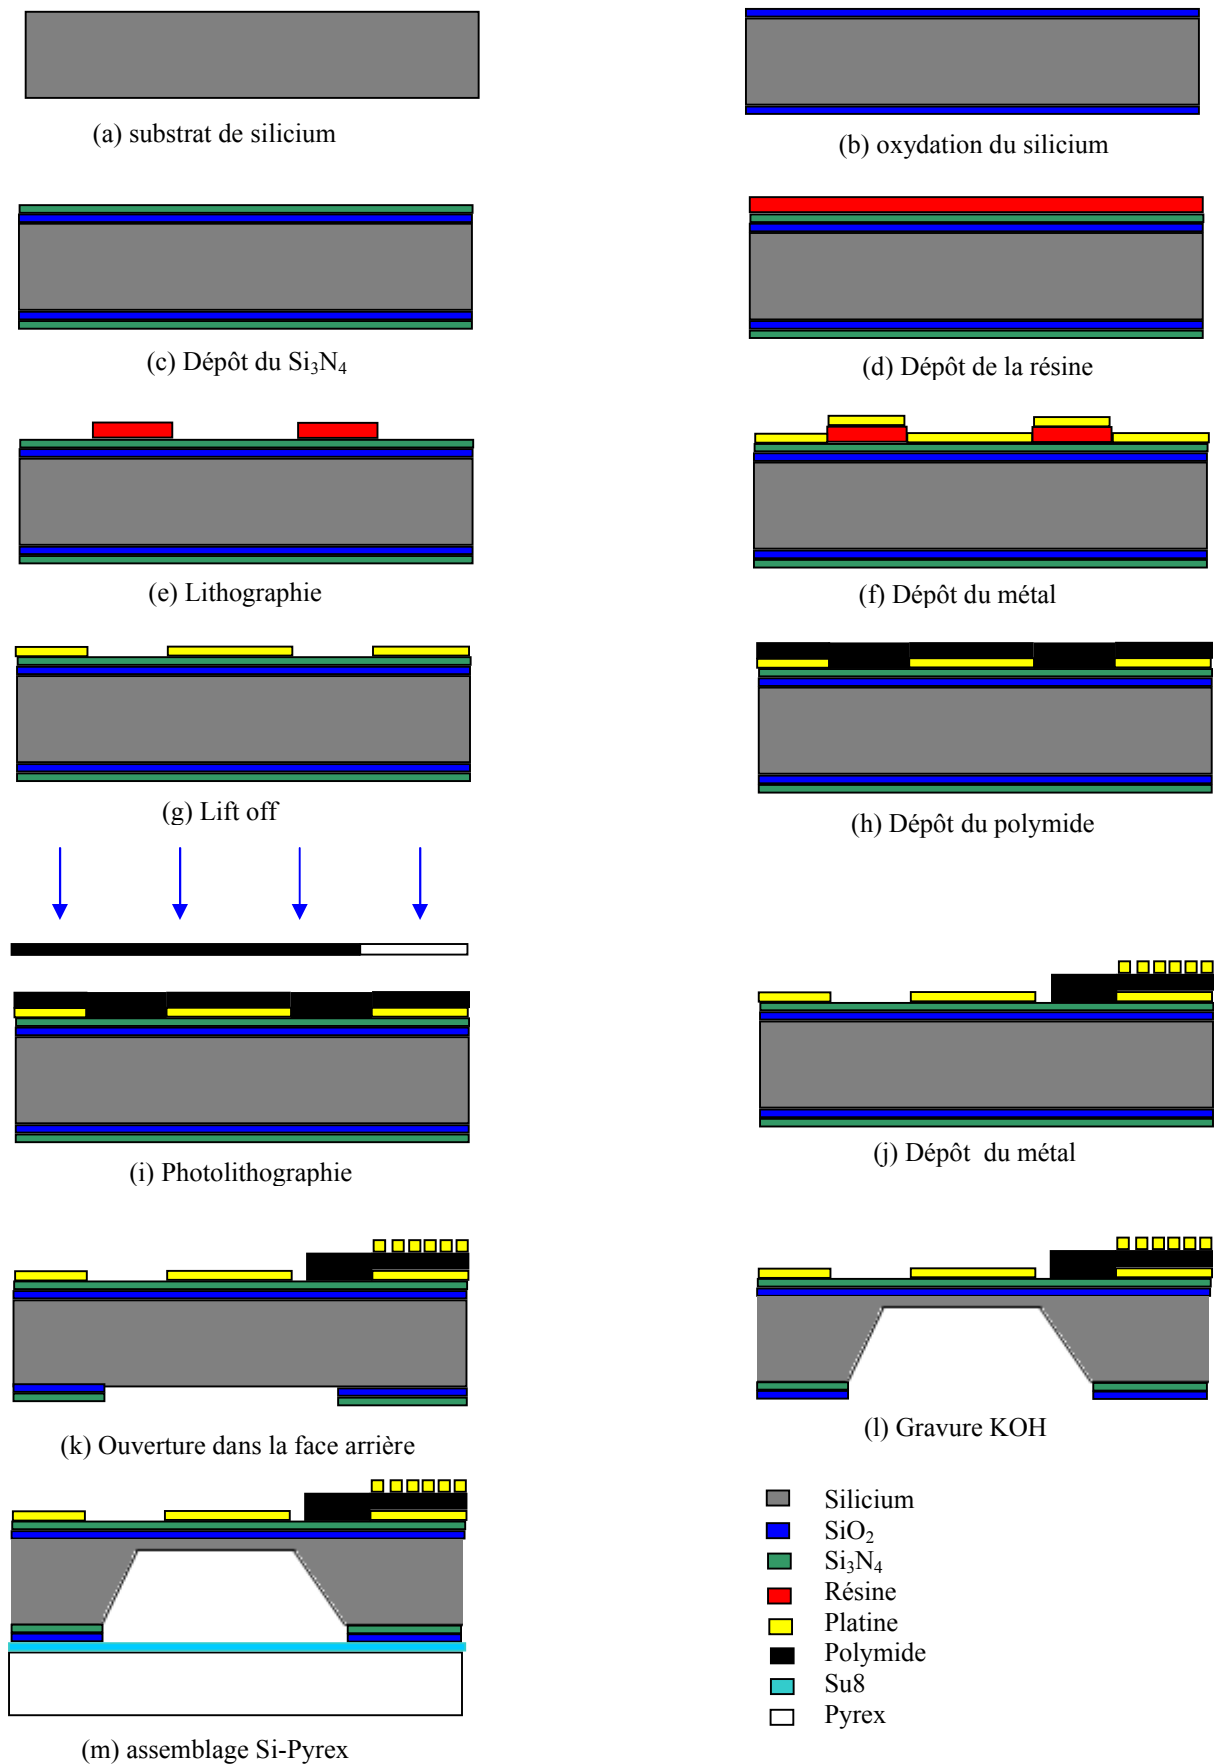 (a) substrat de silicium
(b) oxydation du silicium
(c) Dépôt du Si₃N₄
(d) Dépôt de la résine
(e) Lithographie
(f) Dépôt du métal
(g) Lift off
(h) Dépôt du polymide
(i) Photolithographie
(j) Dépôt du métal
(k) Ouverture dans la face arrière
(l) Gravure KOH
Silicium
SiO₂
Si₃N₄
Résine
Platine
Polymide
Su8
Pyrex
(m) assemblage Si-Pyrex